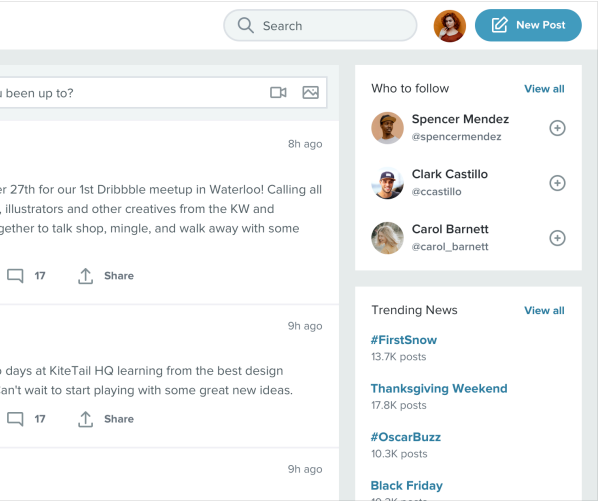 Search
New Post
u been up to?
8h ago
er 27th for our 1st Dribbble meetup in Waterloo! Calling all
, illustrators and other creatives from the KW and
gether to talk shop, mingle, and walk away with some
17 Share
9h ago
days at KiteTail HQ learning from the best design
Can't wait to start playing with some great new ideas.
17 Share
9h ago
Who to follow View all
Spencer Mendez
@spencermendez
Clark Castillo
@ccastillo
Carol Barnett
@carol_barnett
Trending News View all
#FirstSnow
13.7K posts
Thanksgiving Weekend
17.8K posts
#OscarBuzz
10.3K posts
Black Friday